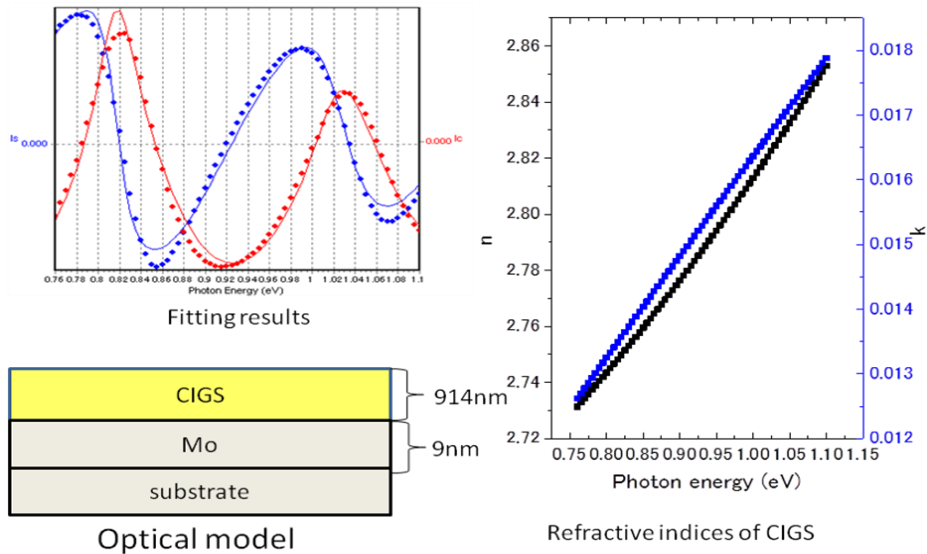 Is 0.000
0.000 Ic
0.76 0.78 0.8 0.82 0.84 0.86 0.88 0.9 0.92 0.94 0.96 0.98 1 1.02 1.04 1.06 1.08 1.1
Photon Energy (eV)
Fitting results
CIGS
914nm
Mo
9nm
substrate
Optical model
n
2.86
2.84
2.82
2.80
2.78
2.76
2.74
2.72
k
0.018
0.017
0.016
0.015
0.014
0.013
0.012
0.75 0.80 0.85 0.90 0.95 1.00 1.05 1.10 1.15
Photon energy (eV)
Refractive indices of CIGS